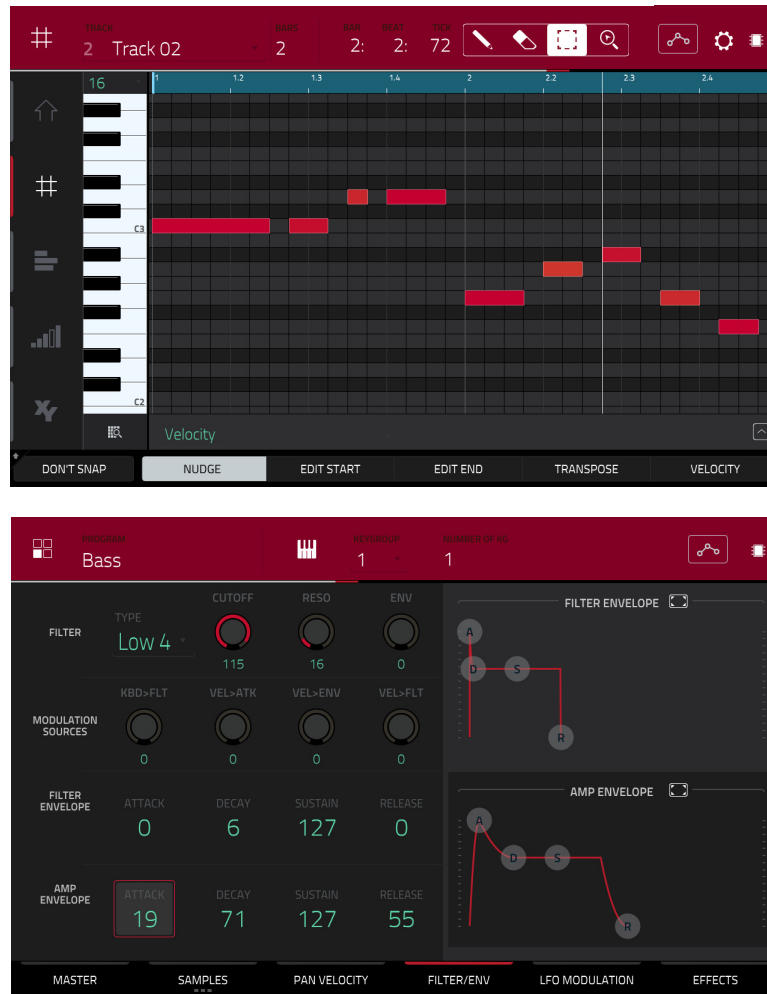 TRACK BARS BAR BEAT TICK
2 Track 02 2 2: 2: 72
16 1 1.2 1.3 1.4 2 2.2 2.3 2.4
C3
XY
C2
Velocity
DON'T SNAP NUDGE EDIT START EDIT END TRANSPOSE VELOCITY
PROGRAM KEYGROUP NUMBER OF KG
Bass 1 1
CUTOFF RESO ENV FILTER ENVELOPE
FILTER TYPE
Low 4
115 16 0
A
D S
R
KBD>FLT VEL>ATK VEL>ENV VEL>FLT
MODULATION
SOURCES
0 0 0 0
FILTER
ENVELOPE
ATTACK DECAY SUSTAIN RELEASE
0 6 127 0
AMP ENVELOPE
A
D S
R
AMP
ENVELOPE
ATTACK DECAY SUSTAIN RELEASE
19 71 127 55
MASTER SAMPLES PAN VELOCITY FILTER/ENV LFO MODULATION EFFECTS